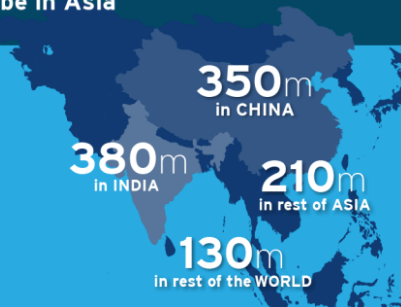 be in Asia
350m
in CHINA
380m
in INDIA
210m
in rest of ASIA
130m
in rest of the WORLD